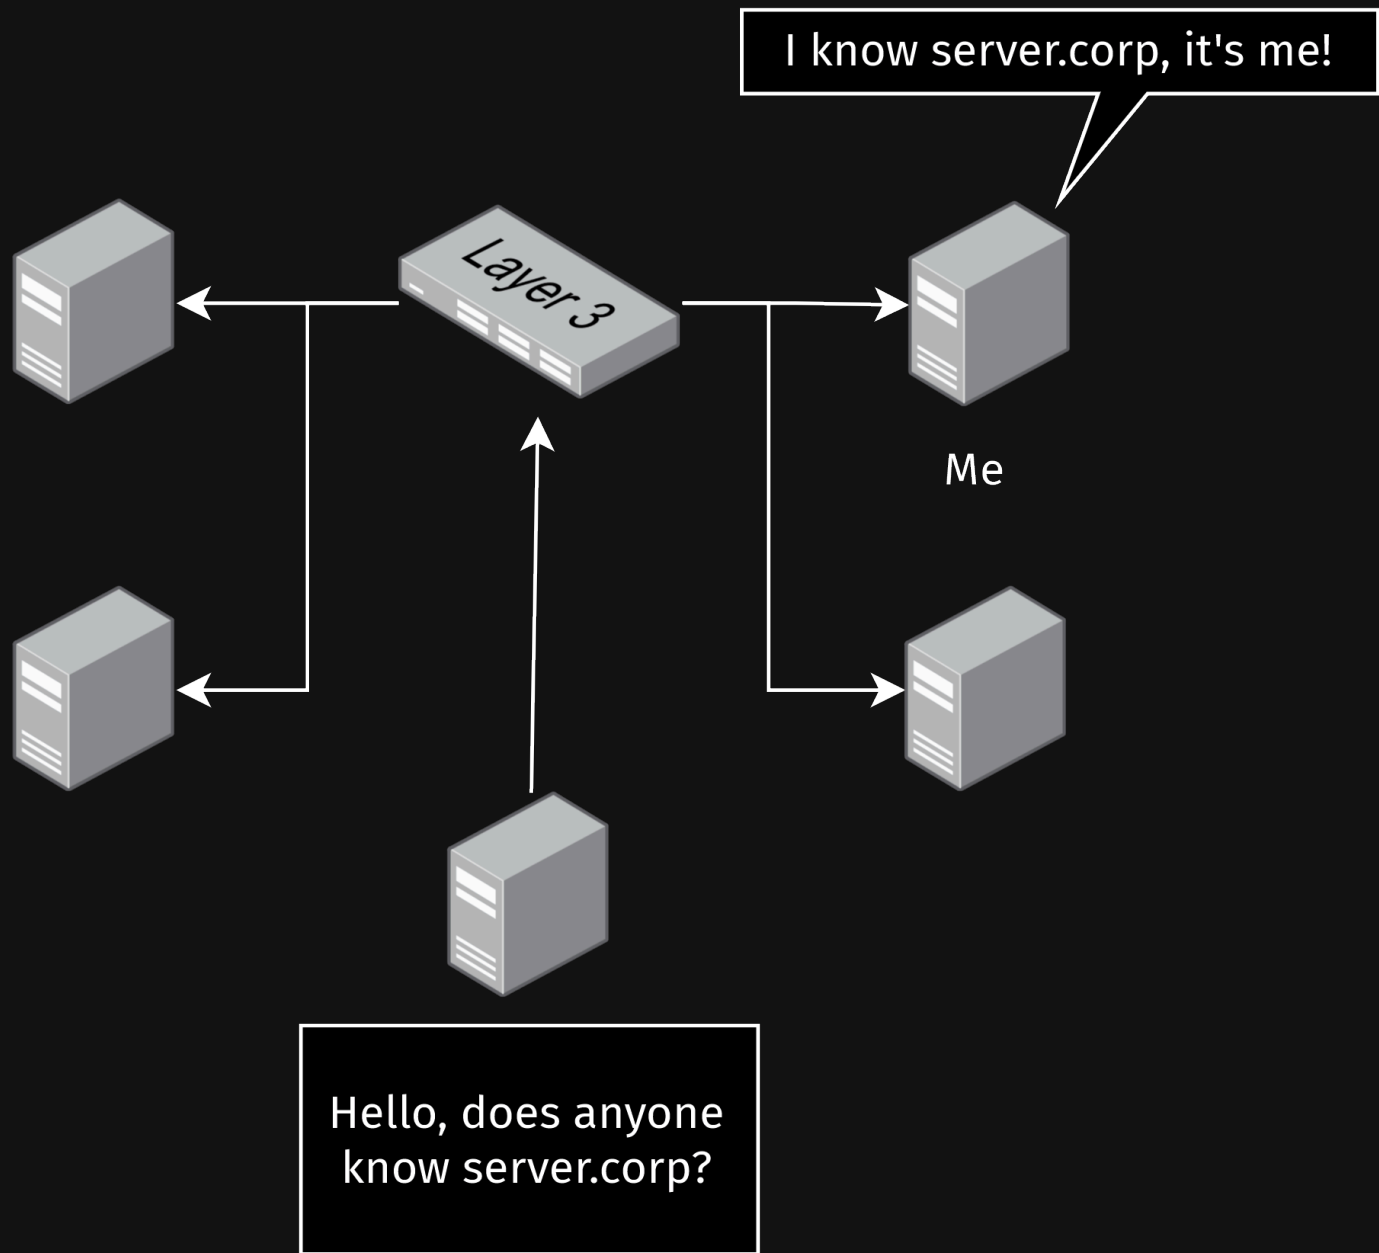 I know server.corp, it's me!
Layer 3
Me
Hello, does anyone
know server.corp?